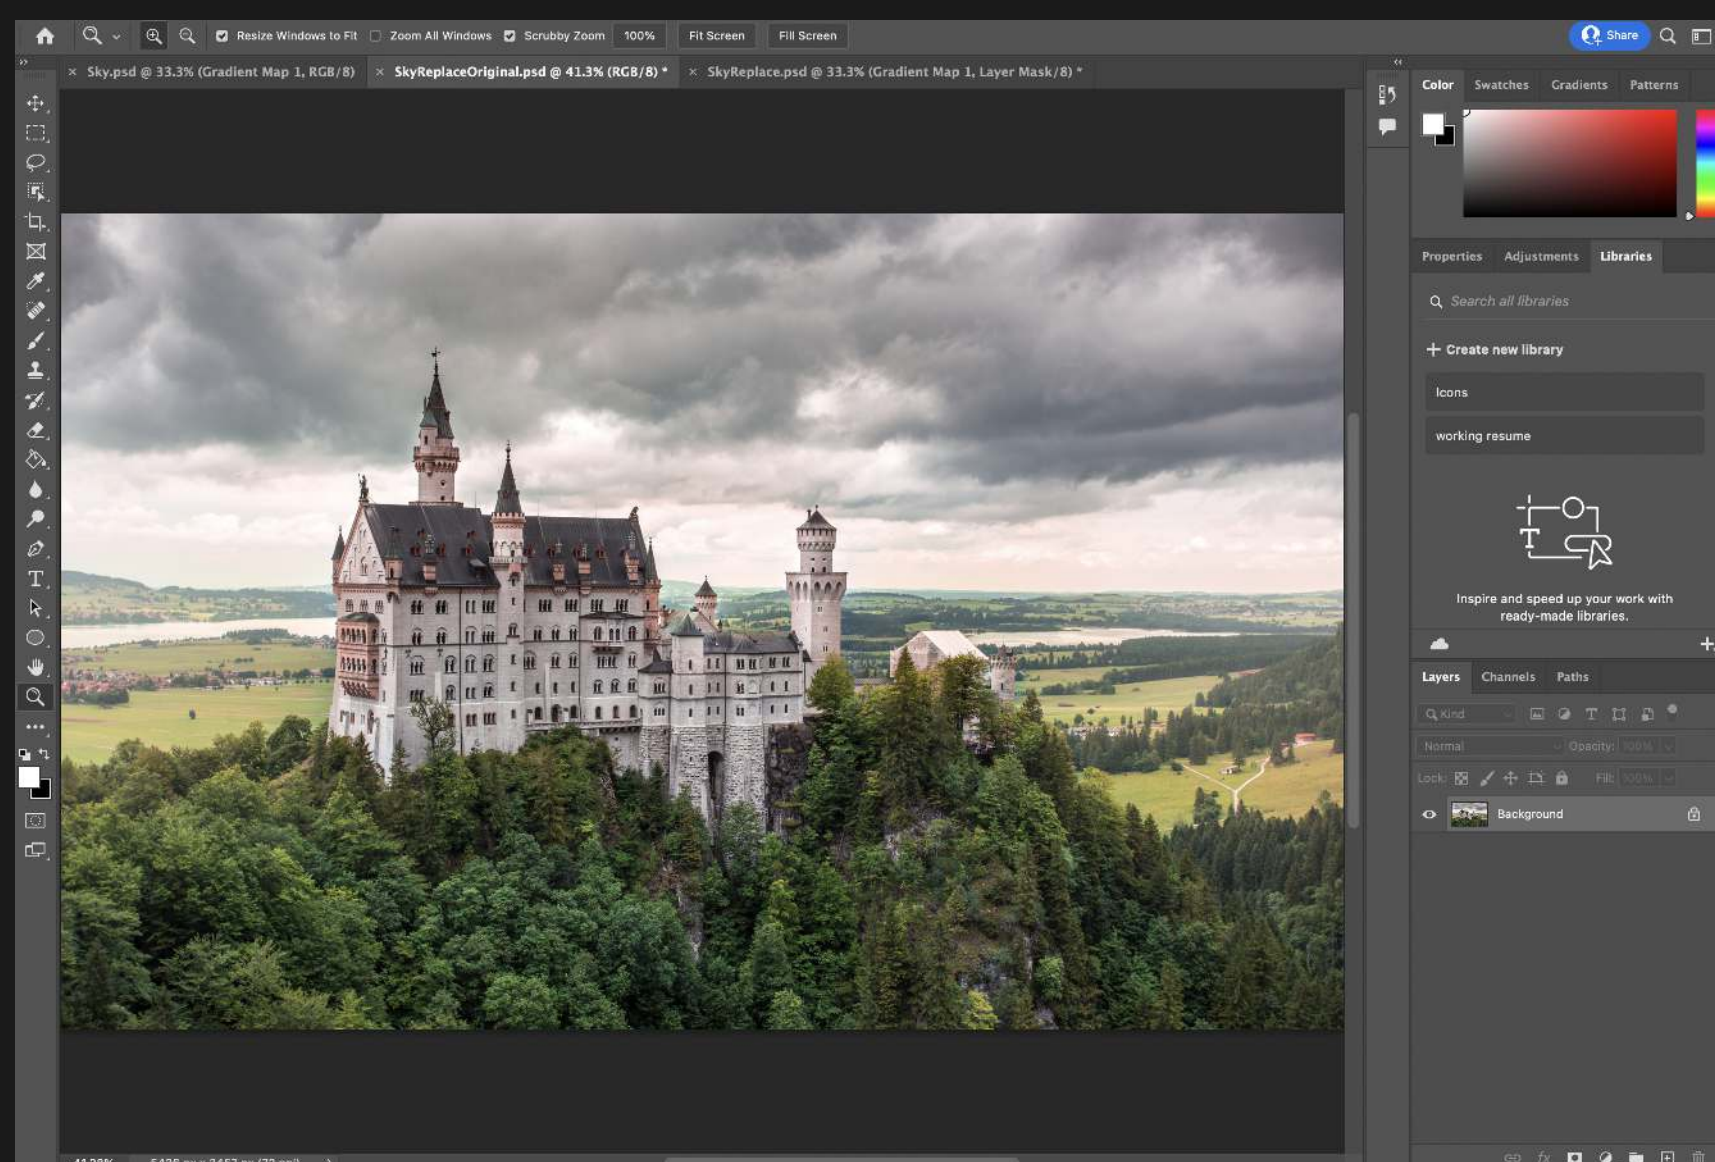 Resize Windows to Fit Zoom All Windows Scrubby Zoom 100% Fit Screen Fill Screen Share
× Sky.psd @ 33.3% (Gradient Map 1, RGB/8) × SkyReplaceOriginal.psd @ 41.3% (RGB/8) * × SkyReplace.psd @ 33.3% (Gradient Map 1, Layer Mask/8) *
Color Swatches Gradients Patterns
Properties Adjustments Libraries
Search all libraries
+ Create new library
Icons
working resume
Inspire and speed up your work with
ready-made libraries.
Layers Channels Paths
Kind
Normal Opacity: 100%
Lock: Fill: 100%
Background